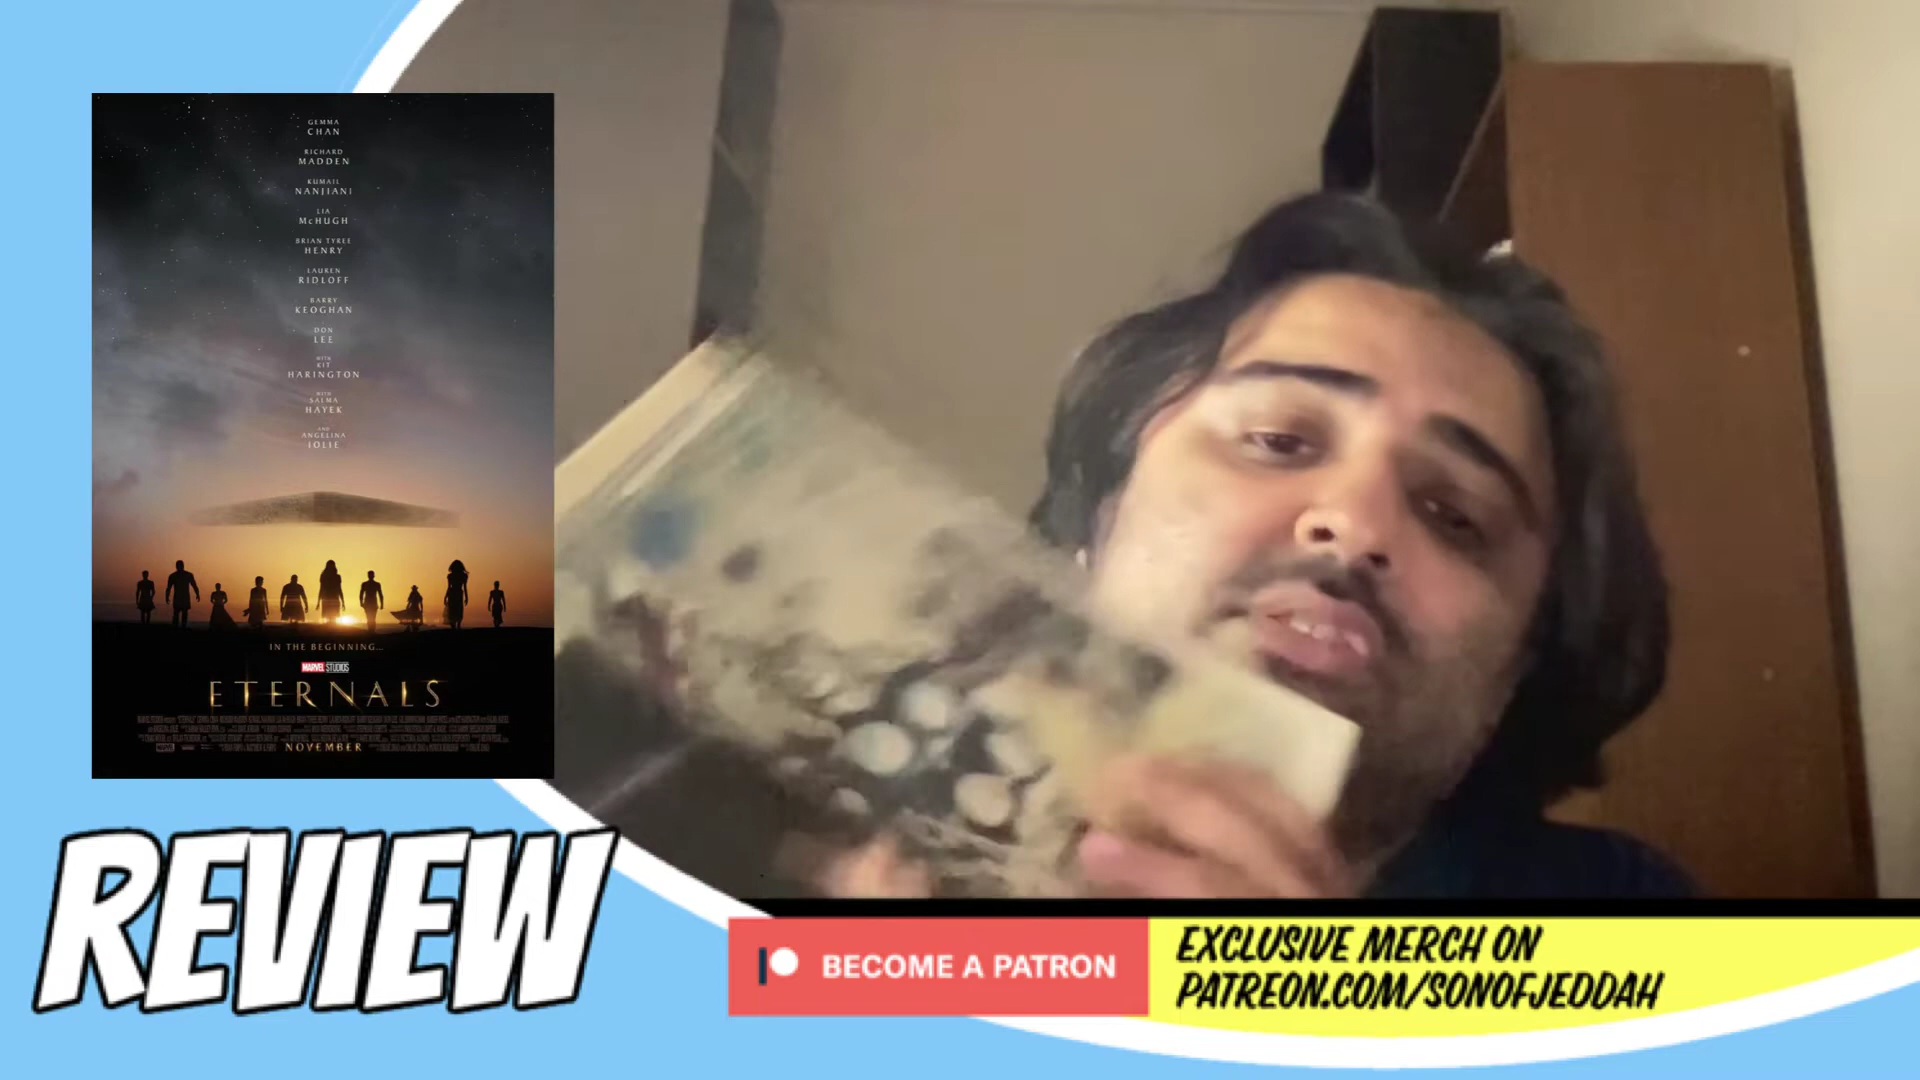 GEMMA
CHAN
RICHARD
MADDEN
KUMAIL
NANJIANI
LIA
McHUGH
BRIAN TYREE
HENRY
LAUREN
RIDLOFF
BARRY
KEOGHAN
DON
LEE
WITH
KIT
HARINGTON
WITH
SALMA
HAYEK
AND
ANGELINA
JOLIE
IN THE BEGINNING...
MARVEL STUDIOS
ETERNALS
NOVEMBER
REVIEW
BECOME A PATRON
EXCLUSIVE MERCH ON
PATREON.COM/SONOFJEDDAH